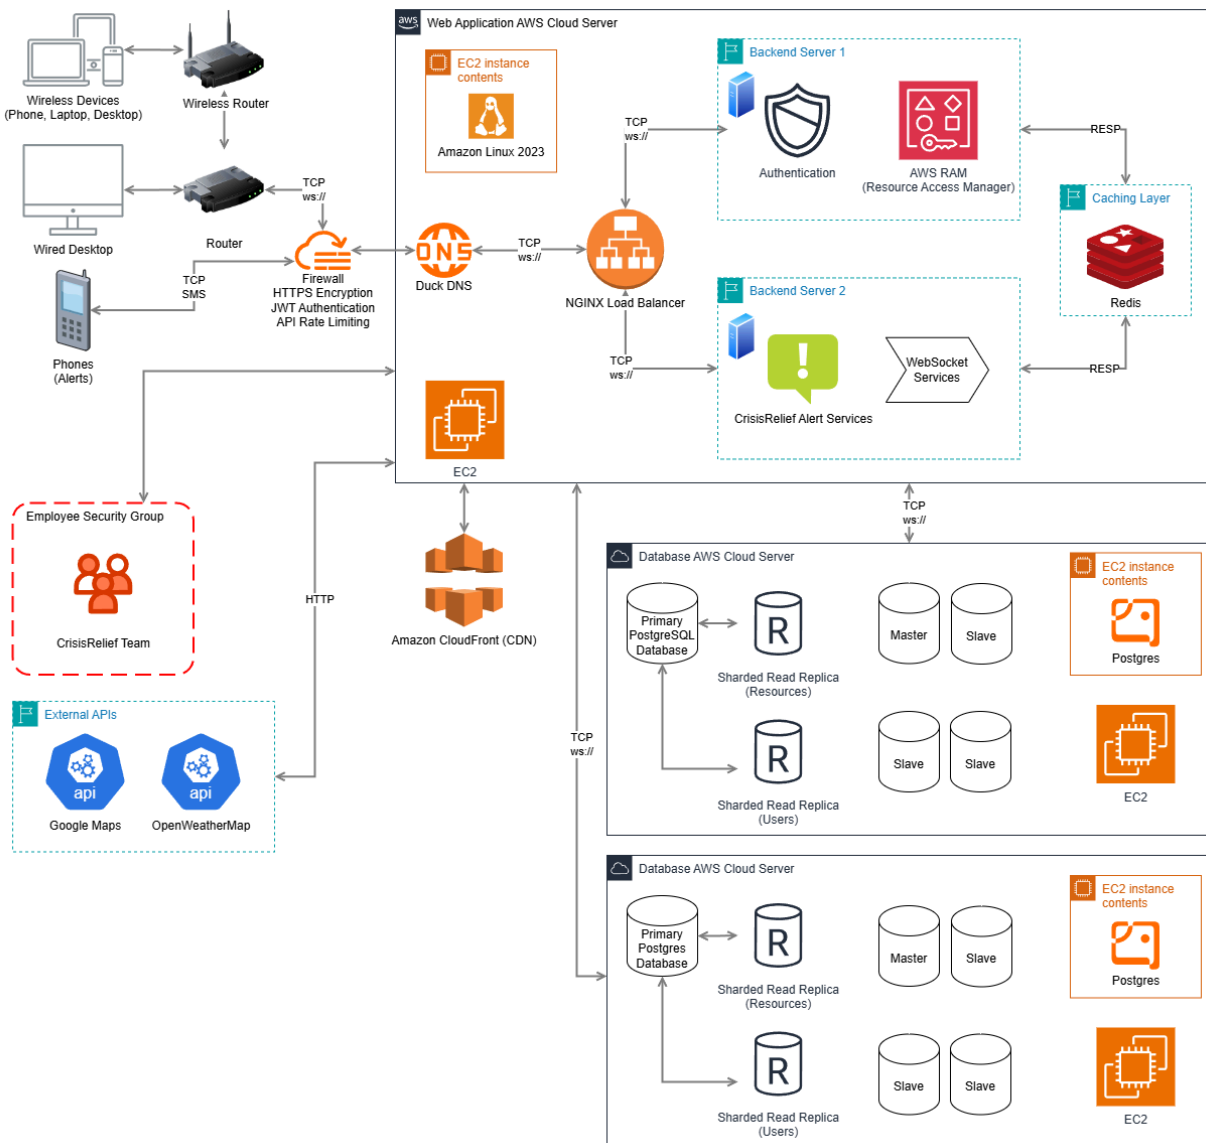 aws
Web Application AWS Cloud Server
EC2 instance
contents
Amazon Linux 2023
Wireless Devices
(Phone, Laptop, Desktop)
Wireless Router
Wired Desktop
Router
TCP
ws://
TCP
SMS
Phones
(Alerts)
Firewall
HTTPS Encryption
JWT Authentication
API Rate Limiting
DNS
Duck DNS
TCP
ws://
NGINX Load Balancer
TCP
ws://
TCP
ws://
Backend Server 1
Authentication
AWS RAM
(Resource Access Manager)
RESP
Caching Layer
Redis
RESP
Backend Server 2
!
CrisisRelief Alert Services
WebSocket
Services
EC2
Employee Security Group
CrisisRelief Team
HTTP
Amazon CloudFront (CDN)
External APIs
api
Google Maps
api
OpenWeatherMap
TCP
ws://
TCP
ws://
Database AWS Cloud Server
Primary
PostgreSQL
Database
R
Sharded Read Replica
(Resources)
R
Sharded Read Replica
(Users)
Master
Slave
Slave
Slave
EC2 instance
contents
Postgres
EC2
Database AWS Cloud Server
Primary
Postgres
Database
R
Sharded Read Replica
(Resources)
R
Sharded Read Replica
(Users)
Master
Slave
Slave
Slave
EC2 instance
contents
Postgres
EC2